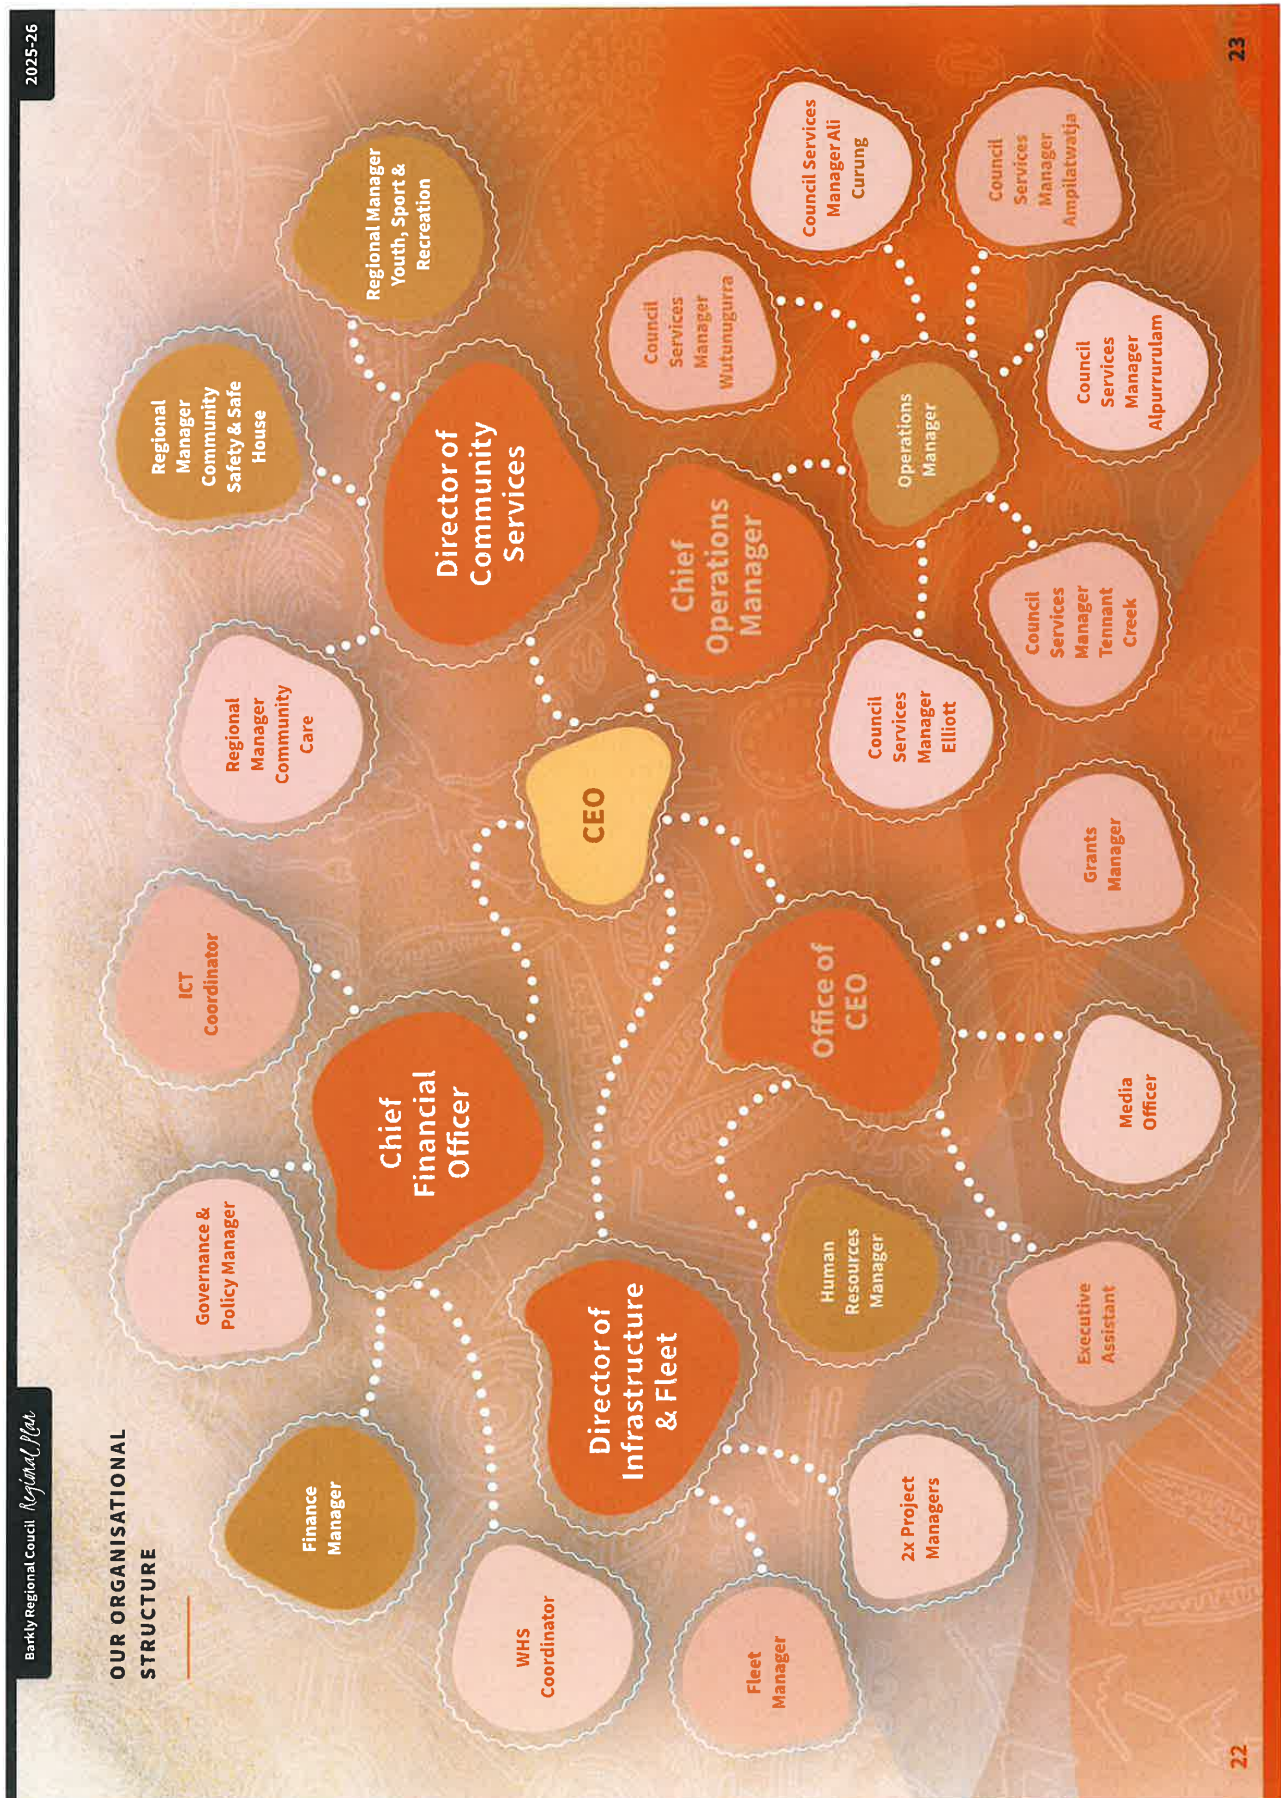 Barkly Regional Coucil Regional Plan
2025-26
OUR ORGANISATIONAL
STRUCTURE
Finance
Manager
Governance &
Policy Manager
ICT
Coordinator
Regional
Manager
Community
Care
Regional
Manager
Community
Safety & Safe
House
Regional Manager
Youth, Sport &
Recreation
WHS
Coordinator
Chief
Financial
Officer
Director of
Community
Services
Fleet
Manager
Director of
Infrastructure
& Fleet
CEO
Chief
Operations
Manager
Council
Services
Manager
Wutunugurra
Council Services
Manager Ali
Curung
2x Project
Managers
Human
Resources
Manager
Office of
CEO
Council
Services
Manager
Elliott
Operations
Manager
Council
Services
Manager
Ampilatwatja
Executive
Assistant
Media
Officer
Grants
Manager
Council
Services
Manager
Tennant
Creek
Council
Services
Manager
Alpurrurulam
22
23